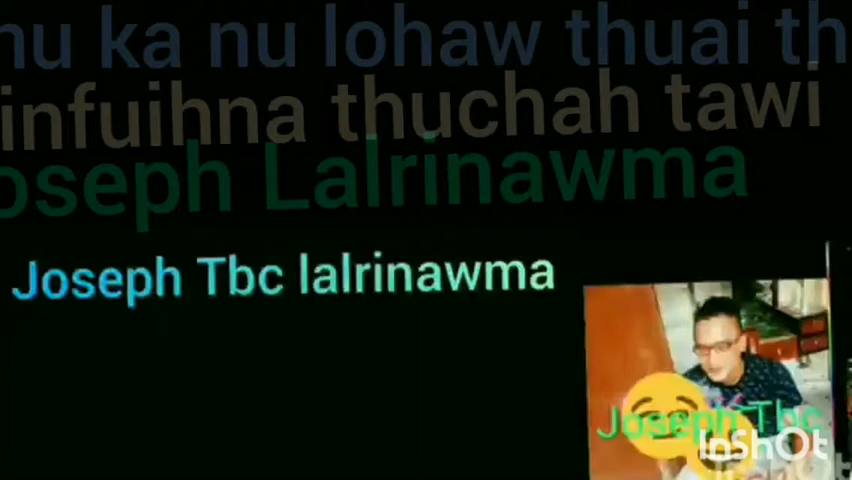 nu ka nu lohaw thuai th
infuihna thuchah tawi
oseph Lalrinawma
Joseph Tbc lalrinawma
Joseph Tbc
InShOt